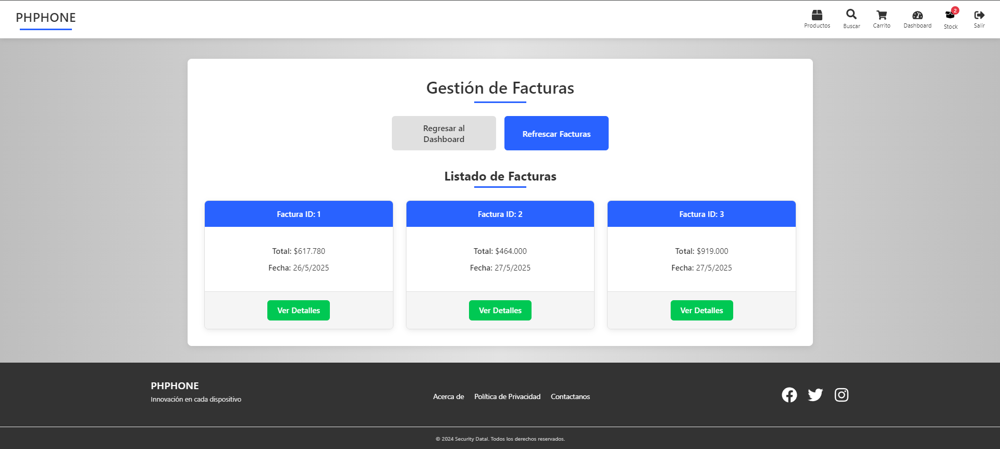 PHPHONE
Productos
Buscar
Carrito
Dashboard
2
Stock
Salir
Gestión de Facturas
Regresar al
Dashboard
Refrescar Facturas
Listado de Facturas
Factura ID: 1
Total: $617.780
Fecha: 26/5/2025
Ver Detalles
Factura ID: 2
Total: $464.000
Fecha: 27/5/2025
Ver Detalles
Factura ID: 3
Total: $919.000
Fecha: 27/5/2025
Ver Detalles
PHPHONE
Innovación en cada dispositivo
Acerca de
Política de Privacidad
Contactanos
© 2024 Security Datal. Todos los derechos reservados.